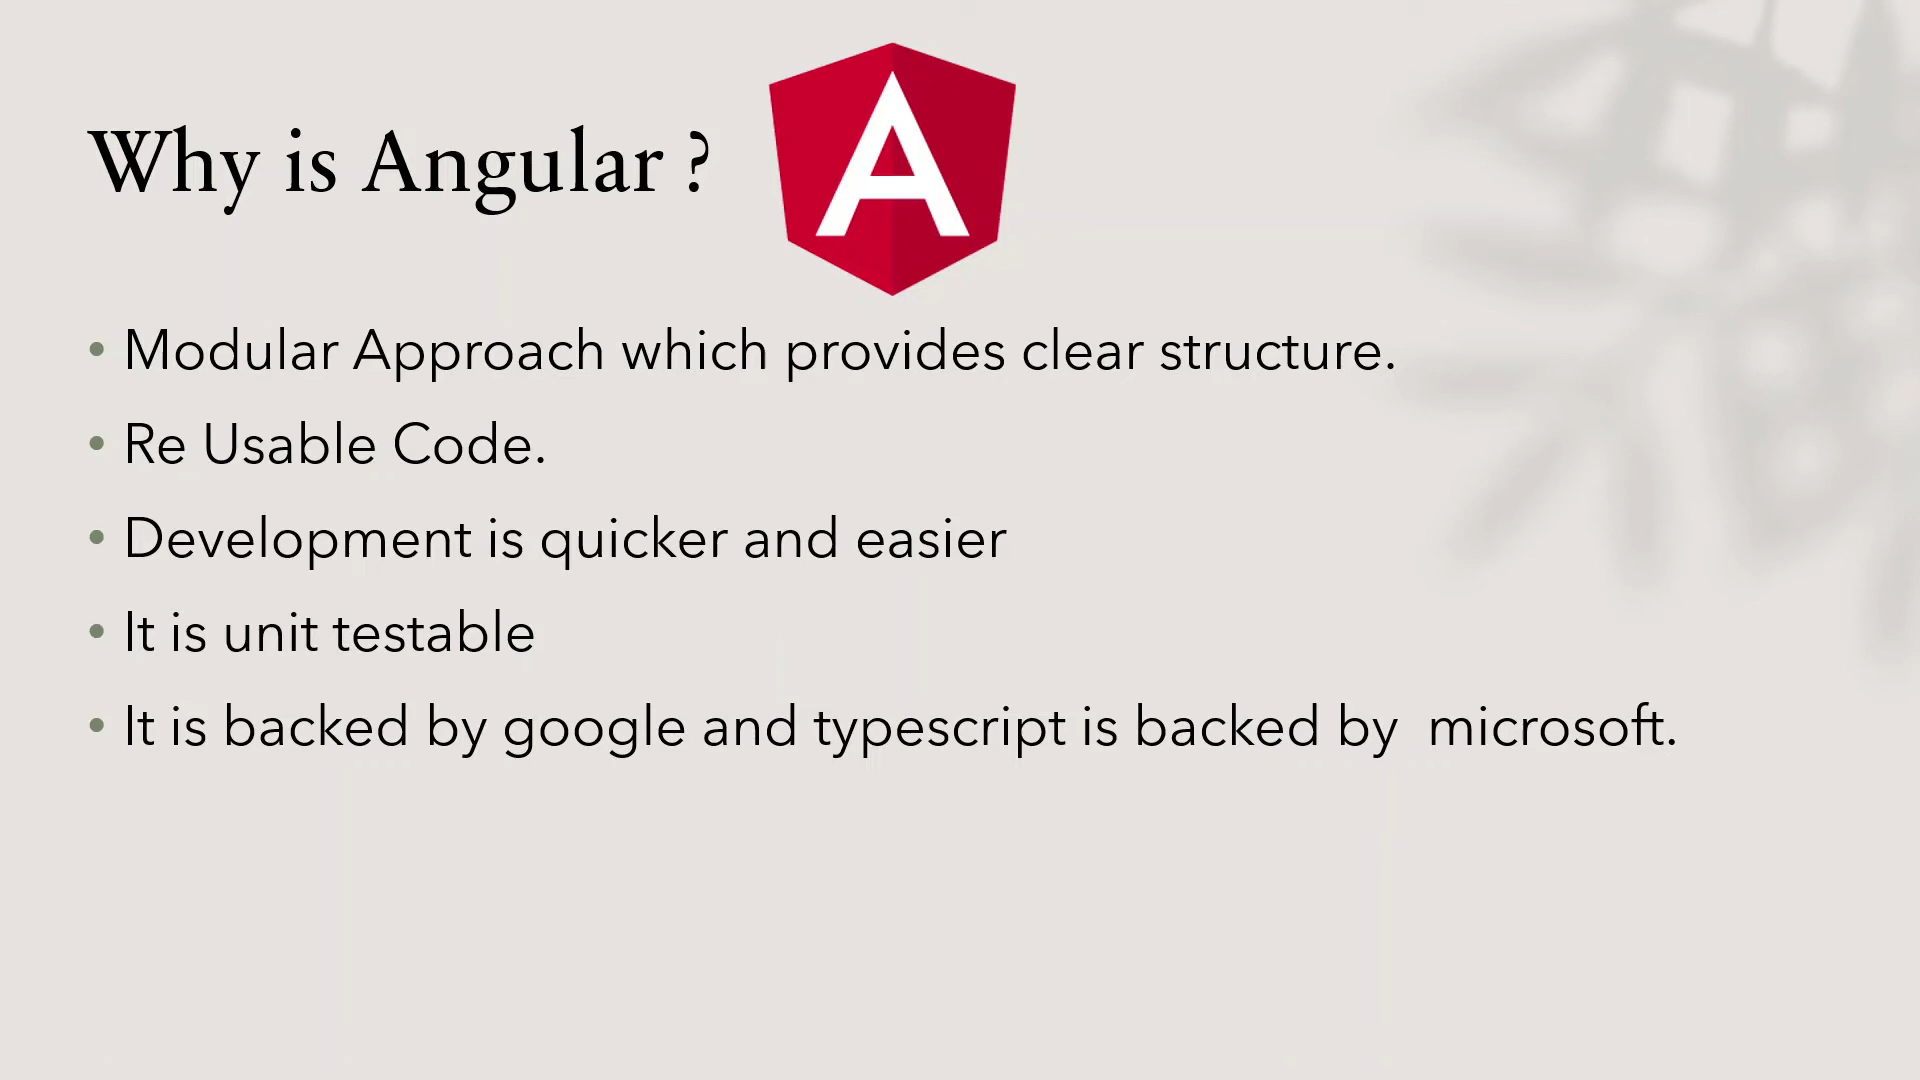 Why is Angular ?
• Modular Approach which provides clear structure.
• Re Usable Code.
• Development is quicker and easier
• It is unit testable
• It is backed by google and typescript is backed by  microsoft.